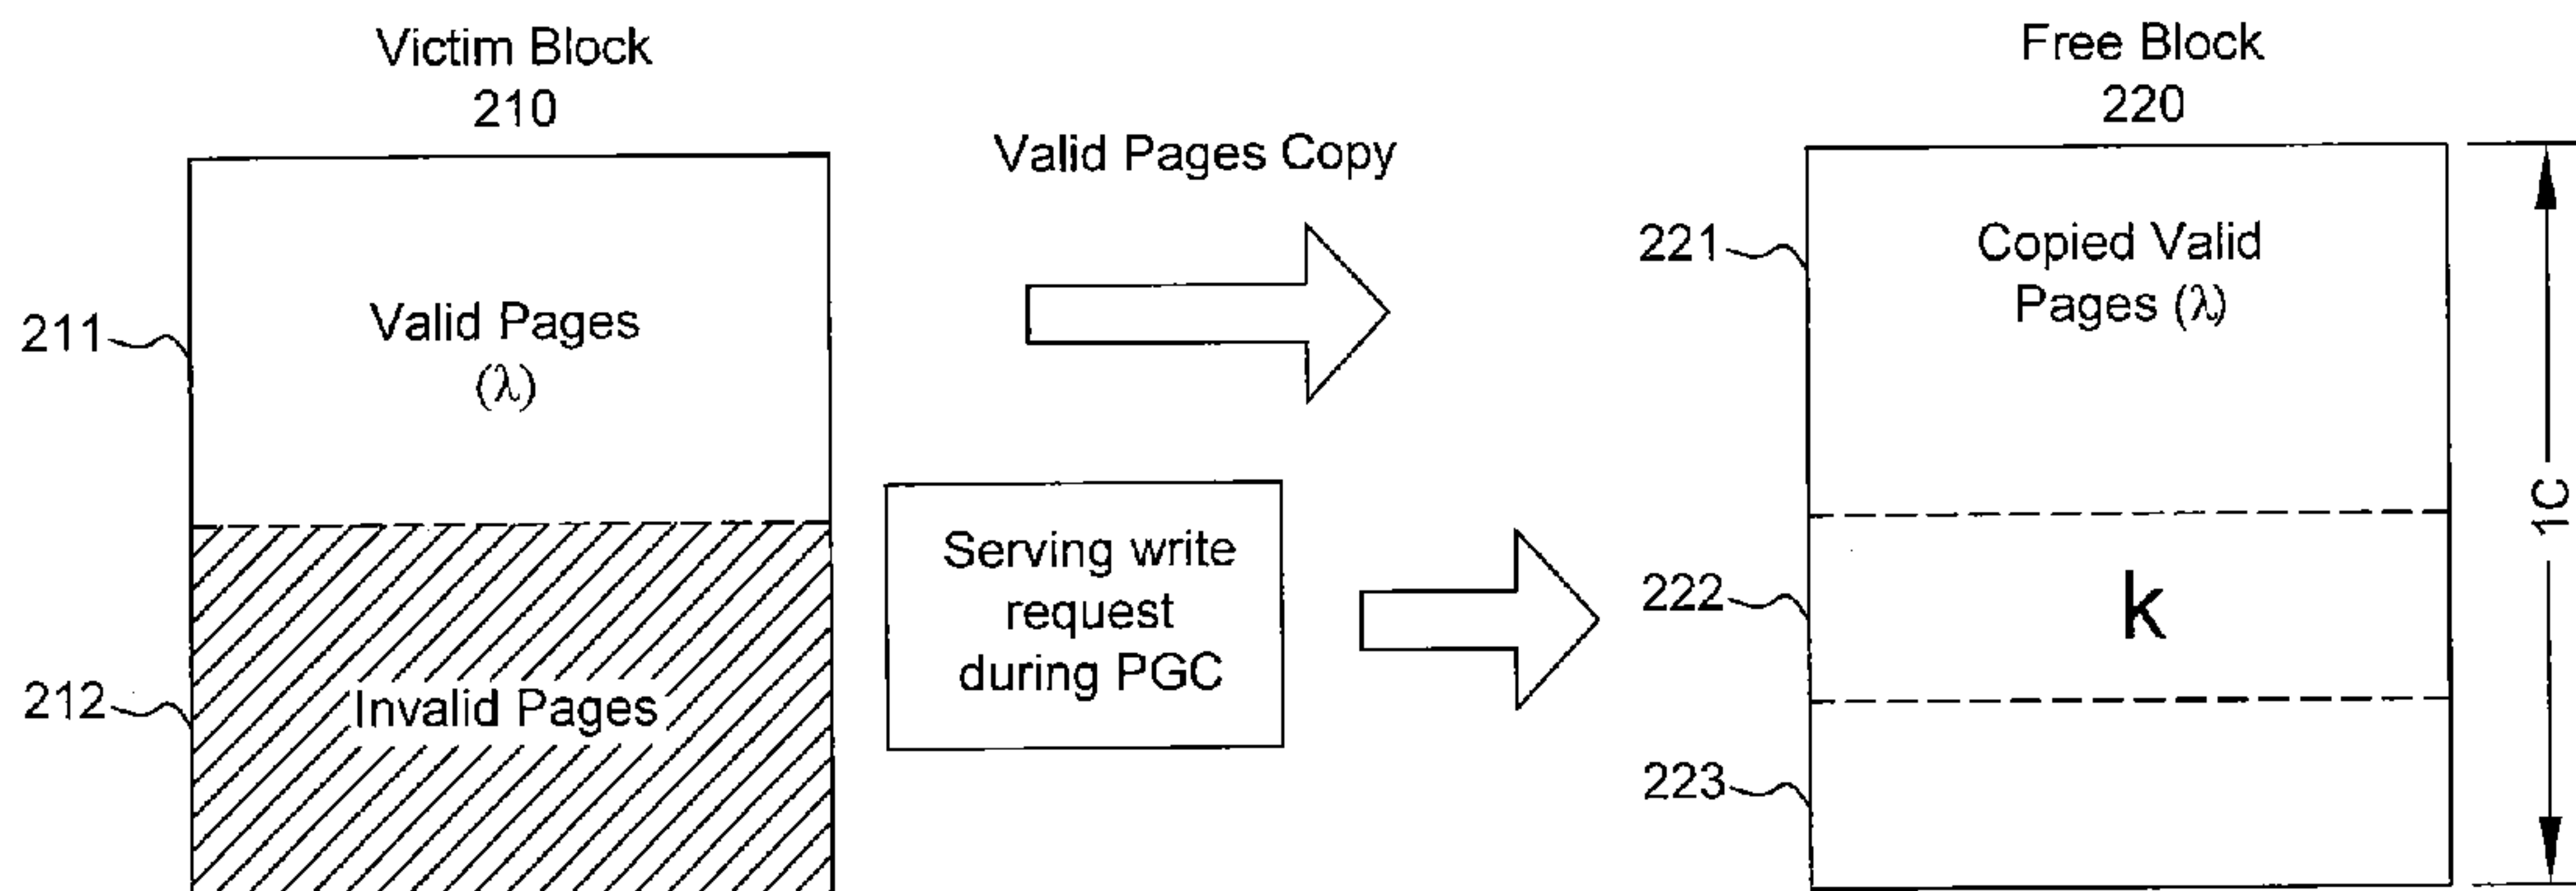 Victim Block
210
Free Block
220
Valid Pages Copy
211
Valid Pages
(λ)
221
Copied Valid
Pages (λ)
1C
Serving write
request
during PGC
222
k
212
Invalid Pages
223